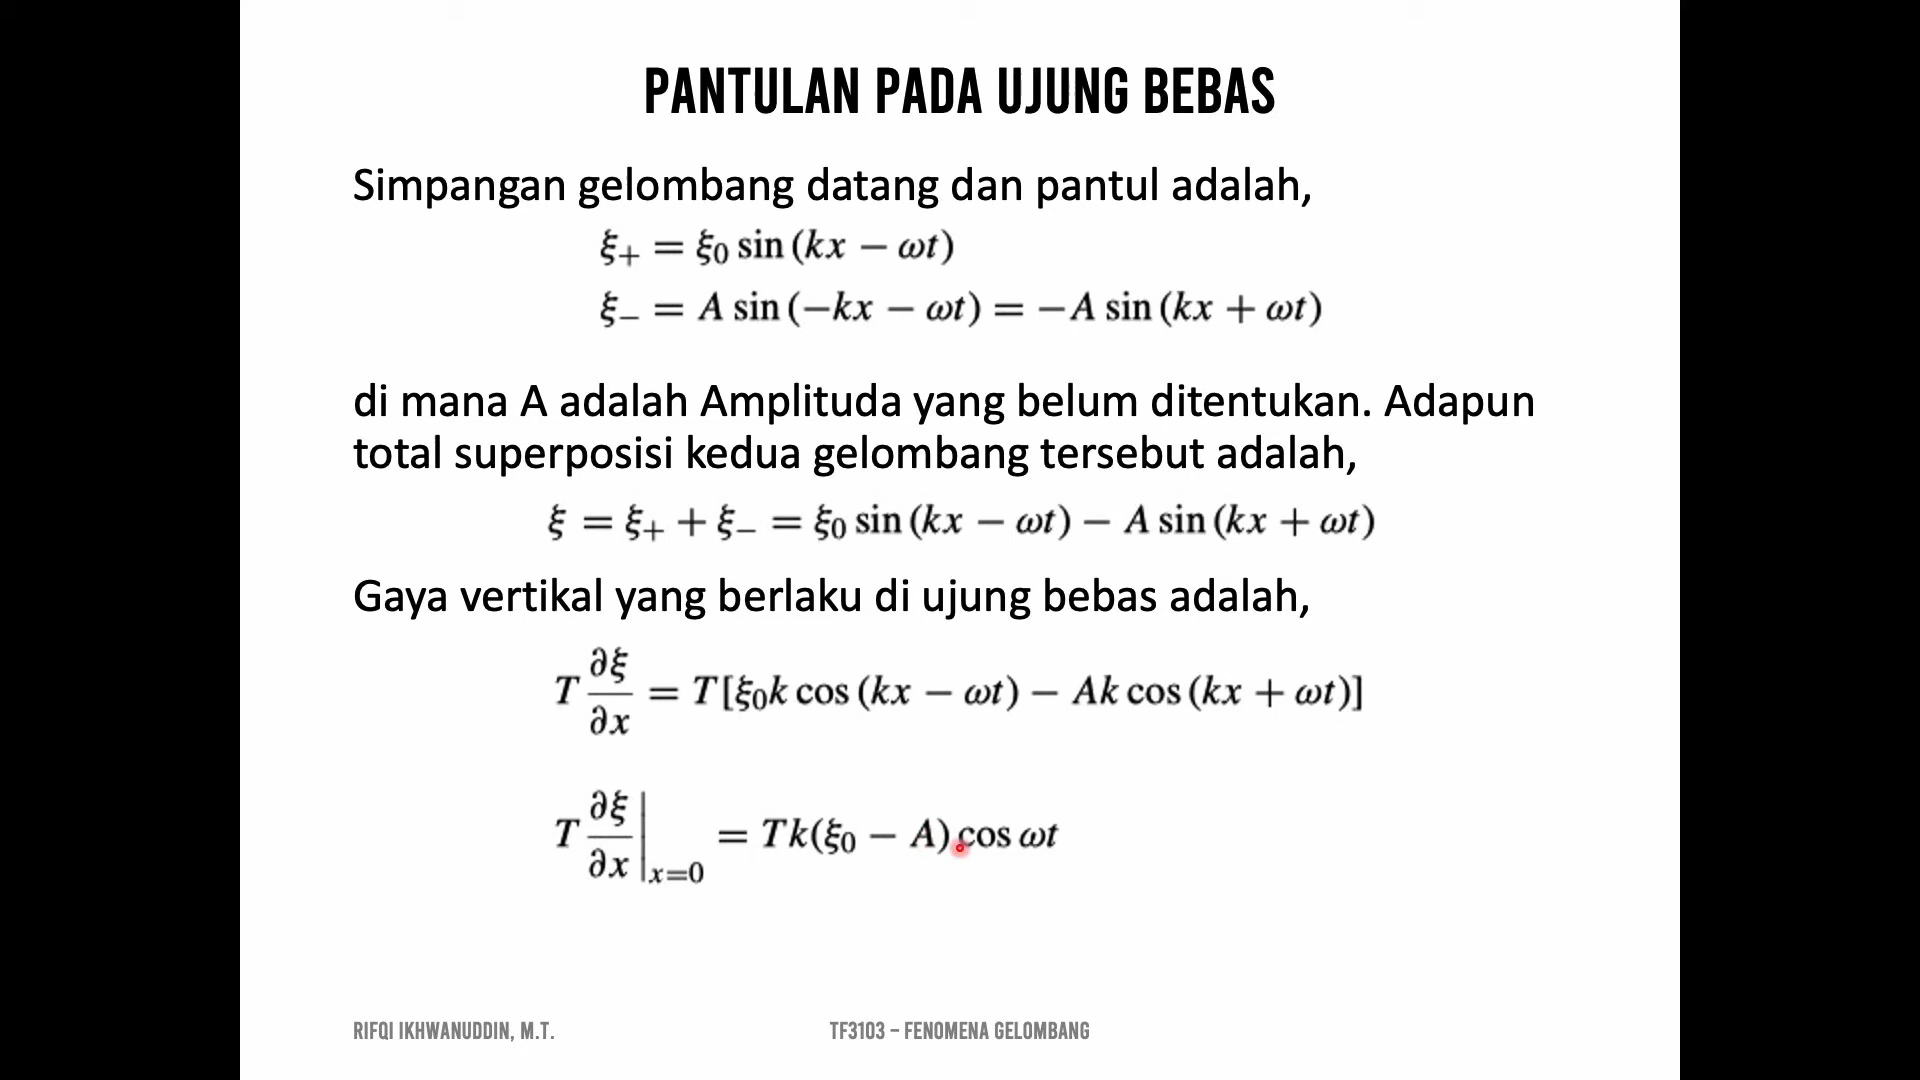 PANTULAN PADA UJUNG BEBAS
Simpangan gelombang datang dan pantul adalah,
ξ₊ = ξ₀ sin (kx − ωt)
ξ₋ = A sin (−kx − ωt) = −A sin (kx + ωt)
di mana A adalah Amplituda yang belum ditentukan. Adapun
total superposisi kedua gelombang tersebut adalah,
ξ = ξ₊ + ξ₋ = ξ₀ sin (kx − ωt) − A sin (kx + ωt)
Gaya vertikal yang berlaku di ujung bebas adalah,
T ∂ξ/∂x = T[ξ₀k cos (kx − ωt) − Ak cos (kx + ωt)]
T ∂ξ/∂x |ₓ₌₀ = Tk(ξ₀ − A) cos ωt
RIFQI IKHWANUDDIN, M.T.
TF3103 – FENOMENA GELOMBANG